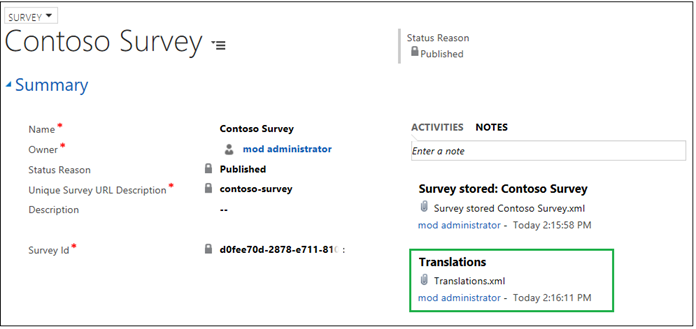 SURVEY
Contoso Survey
Status Reason
Published
Summary
Name *
Contoso Survey
Owner *
mod administrator
Status Reason
Published
Unique Survey URL Description *
contoso-survey
Description
--
Survey Id *
d0fee70d-2878-e711-81
ACTIVITIES NOTES
Enter a note
Survey stored: Contoso Survey
Survey stored Contoso Survey.xml
mod administrator - Today 2:15:58 PM
Translations
Translations.xml
mod administrator - Today 2:16:11 PM